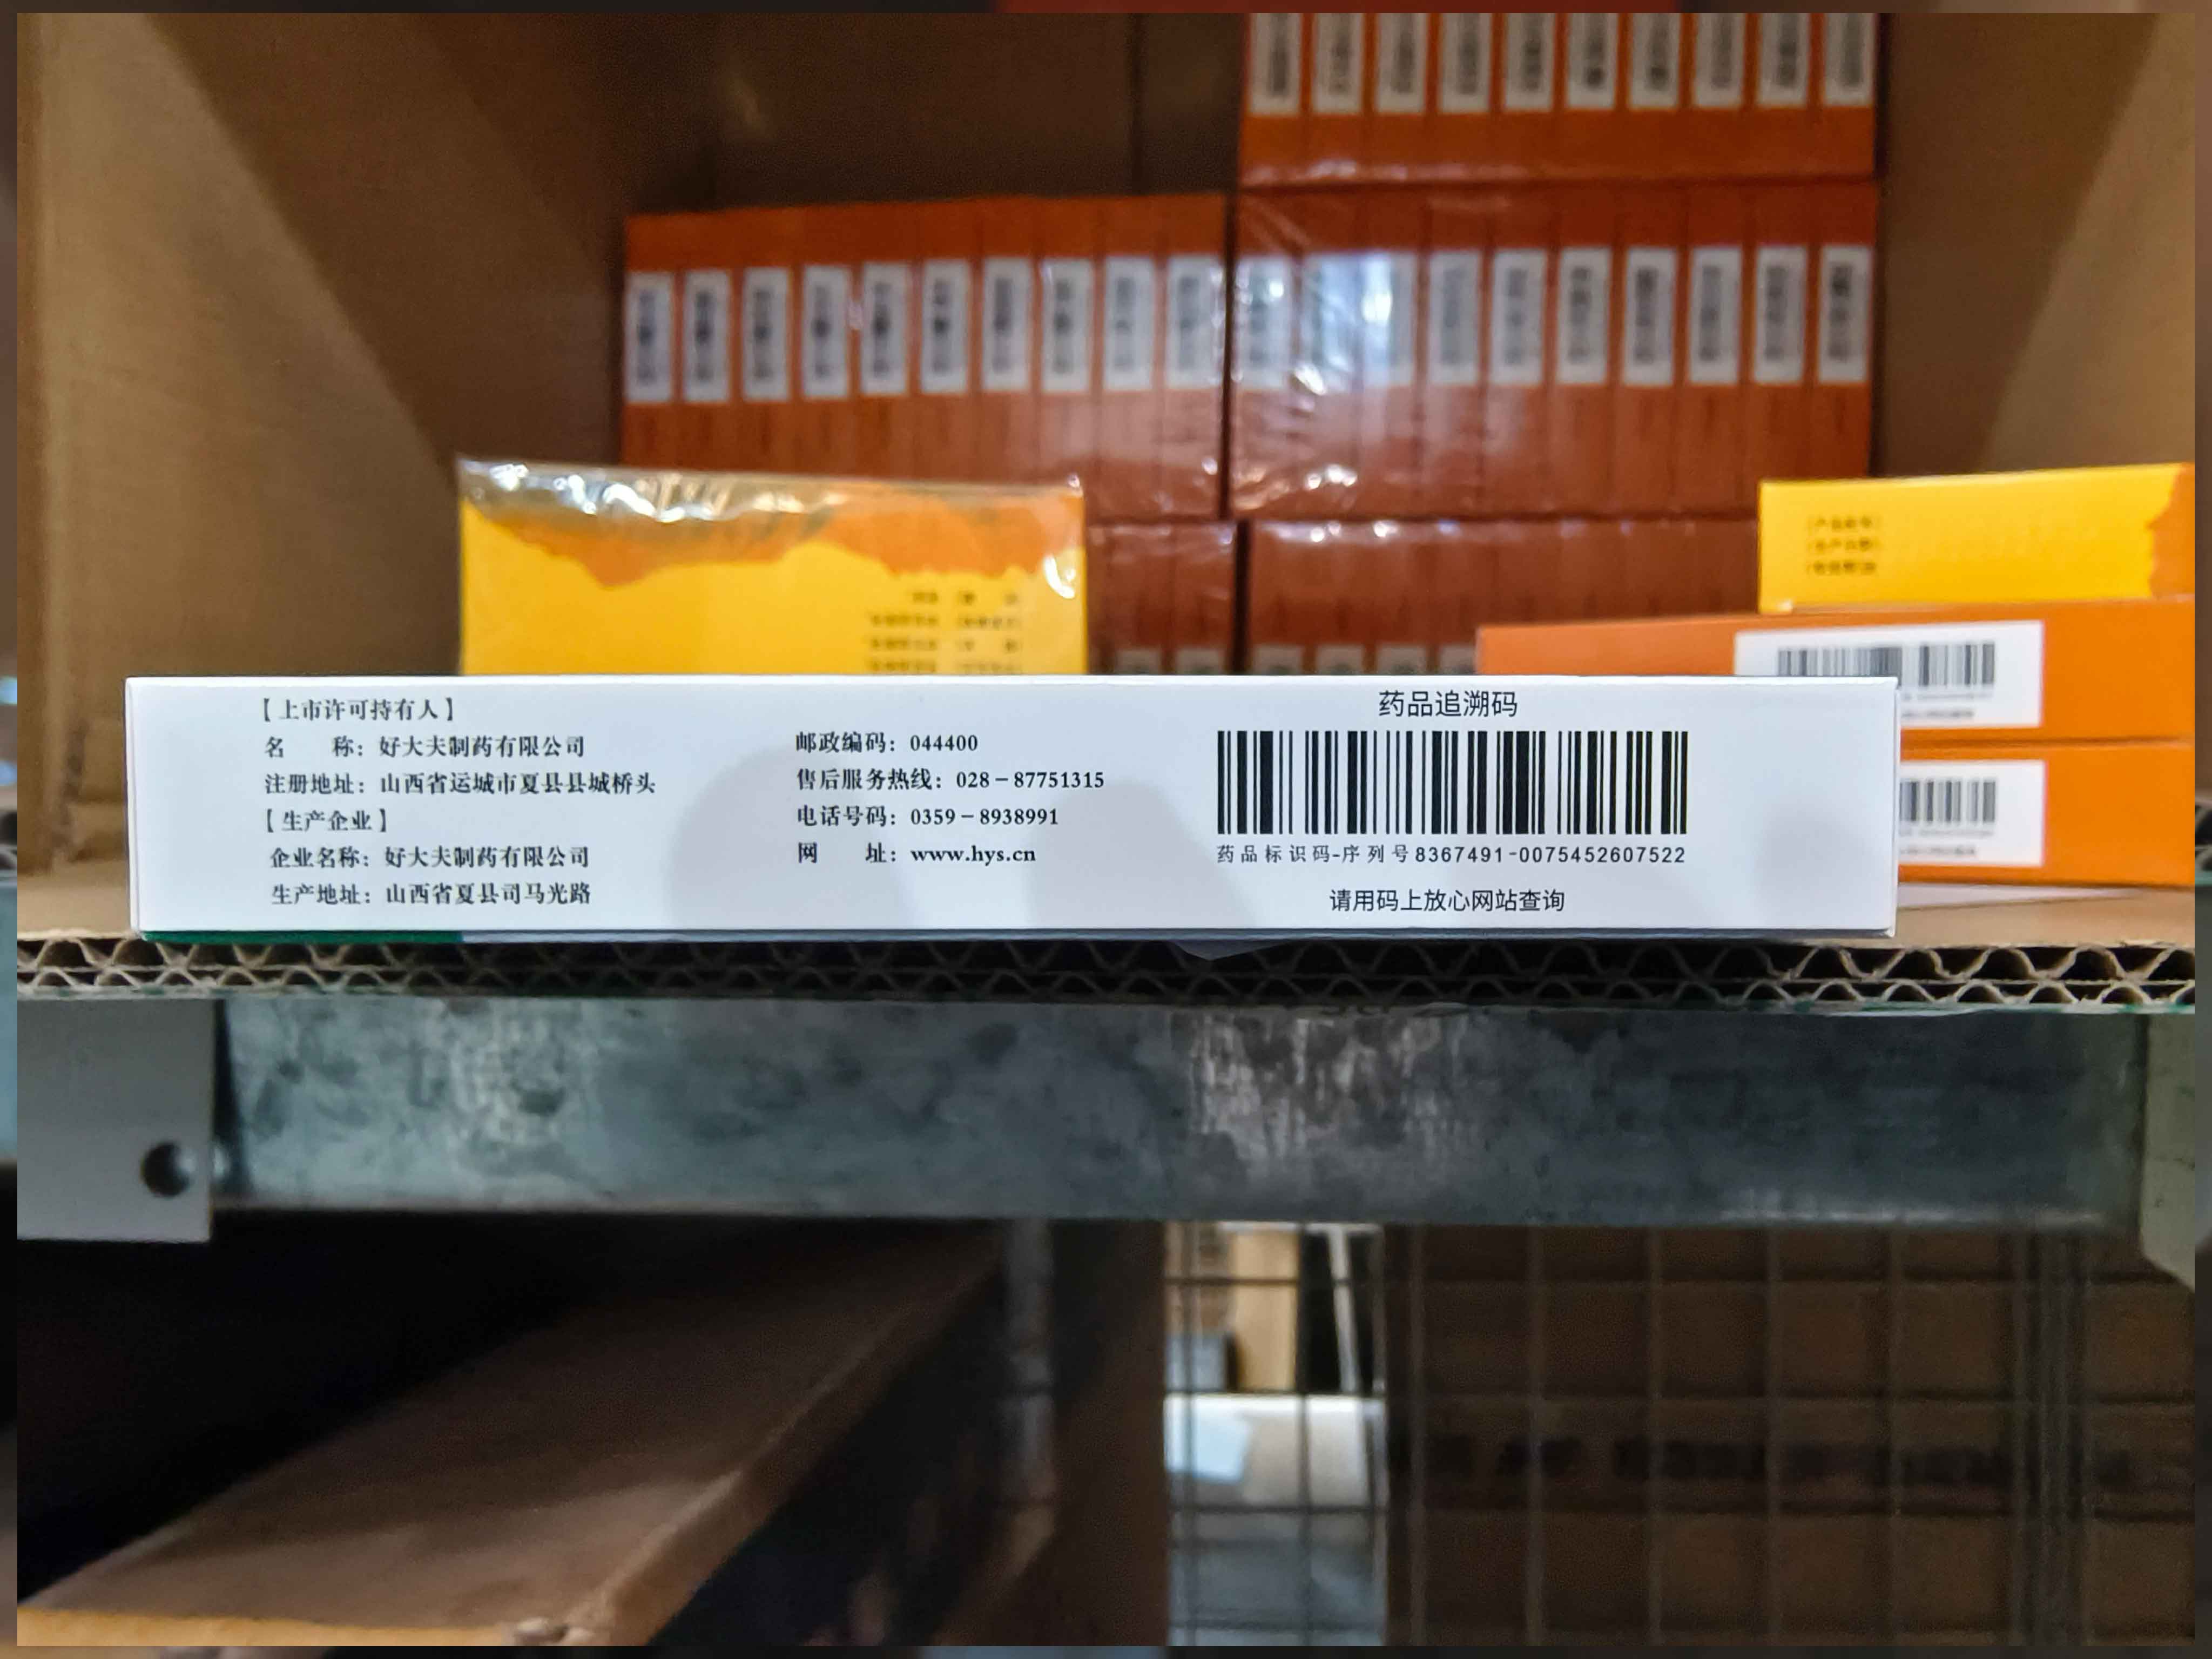 【上市许可持有人】
名　　称：好大夫制药有限公司
注册地址：山西省运城市夏县县城桥头
【生产企业】
企业名称：好大夫制药有限公司
生产地址：山西省夏县司马光路
邮政编码：044400
售后服务热线：028－87751315
电话号码：0359－8938991
网　　址：www.hys.cn
药品追溯码
药品标识码-序列号8367491-0075452607522
请用码上放心网站查询